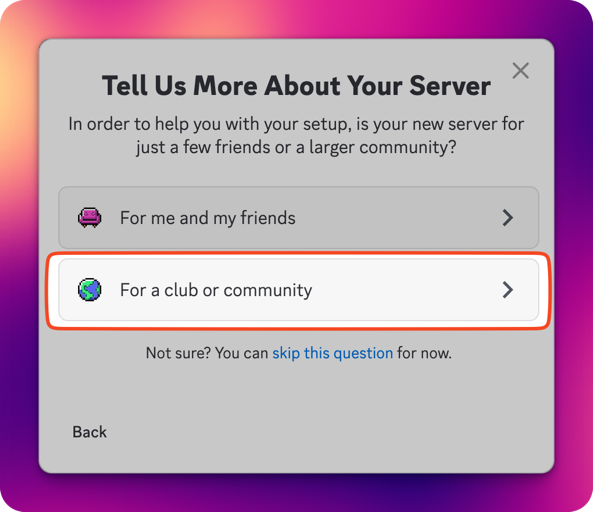 Tell Us More About Your Server
In order to help you with your setup, is your new server for
just a few friends or a larger community?
For me and my friends
For a club or community
Not sure? You can skip this question for now.
Back